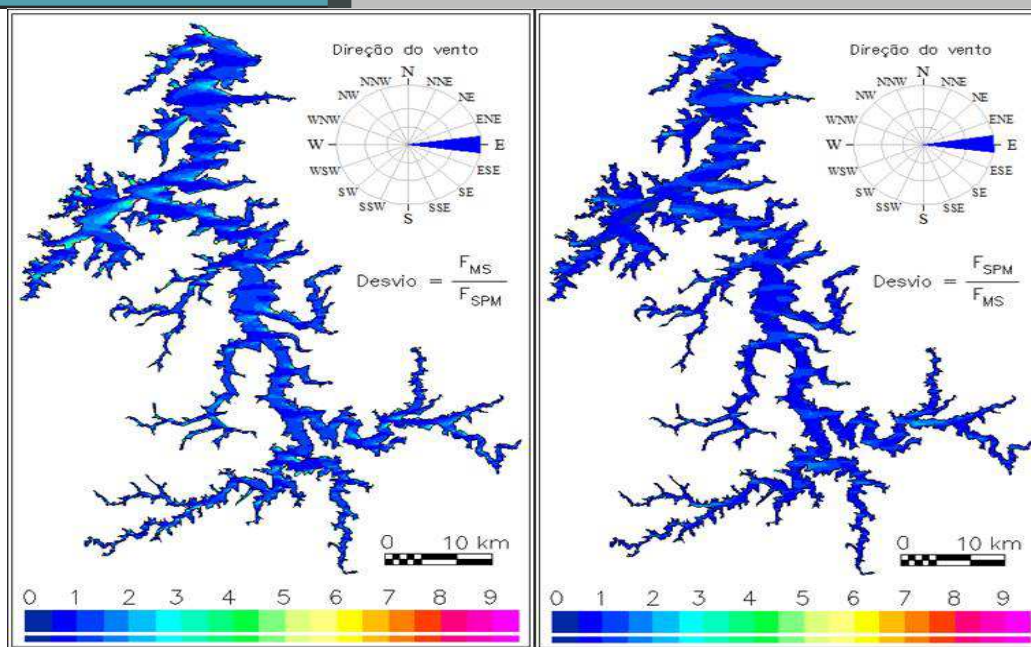 Direção do vento
N
NNW NNE
NW NE
WNW ENE
W E
WSW ESE
SW SE
SSW SSE
S
Desvio = F_MS / F_SPM
0 10 km
0 1 2 3 4 5 6 7 8 9
Direção do vento
N
NNW NNE
NW NE
WNW ENE
W E
WSW ESE
SW SE
SSW SSE
S
Desvio = F_SPM / F_MS
0 10 km
0 1 2 3 4 5 6 7 8 9